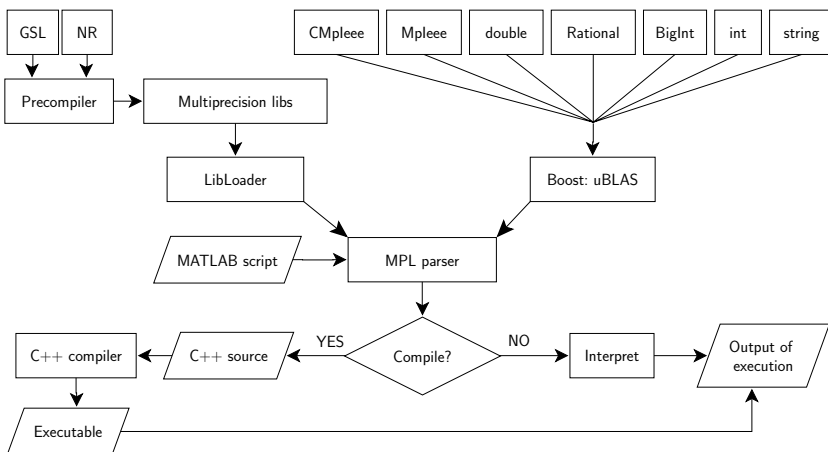 GSL
NR
CMpleee
Mpleee
double
Rational
BigInt
int
string
Precompiler
Multiprecision libs
LibLoader
Boost: uBLAS
MATLAB script
MPL parser
YES
NO
C++ compiler
C++ source
Compile?
Interpret
Output of
execution
Executable